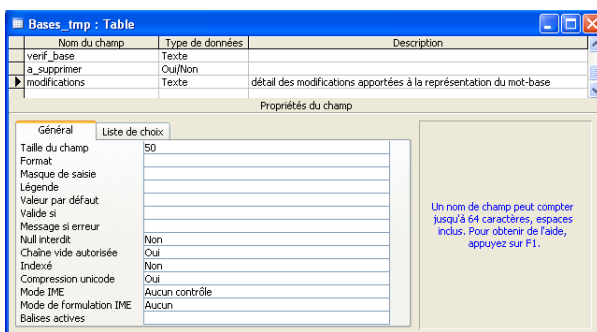 Bases_tmp : Table
Nom du champ Type de données Description
verif_base Texte
a_supprimer Oui/Non
modifications Texte détail des modifications apportées à la représentation du mot-base
Propriétés du champ
Général Liste de choix
Taille du champ 50
Format
Masque de saisie
Légende
Valeur par défaut
Valide si
Message si erreur
Null interdit Non
Chaîne vide autorisée Oui
Indexé Non
Compression unicode Oui
Mode IME Aucun contrôle
Mode de formulation IME Aucun
Balises actives
Un nom de champ peut compter
jusqu'à 64 caractères, espaces
inclus. Pour obtenir de l'aide,
appuyez sur F1.